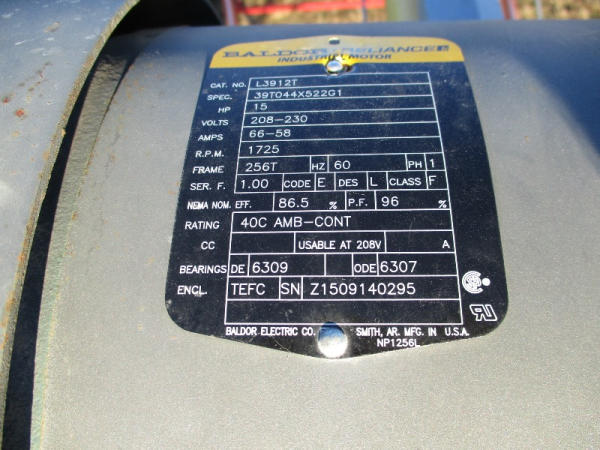 BALDOR · RELIANCE
INDUSTRIAL MOTOR
CAT. NO. L3912T
SPEC. 39T044X522G1
HP 15
VOLTS 208-230
AMPS 66-58
R.P.M. 1725
FRAME 256T HZ 60 PH 1
SER. F. 1.00 CODE E DES L CLASS F
NEMA NOM. EFF. 86.5 % P.F. 96 %
RATING 40C AMB-CONT
CC USABLE AT 208V A
BEARINGS DE 6309 ODE 6307
ENCL. TEFC SN Z1509140295
BALDOR ELECTRIC CO. FT. SMITH, AR. MFG. IN U.S.A.
NP1256L